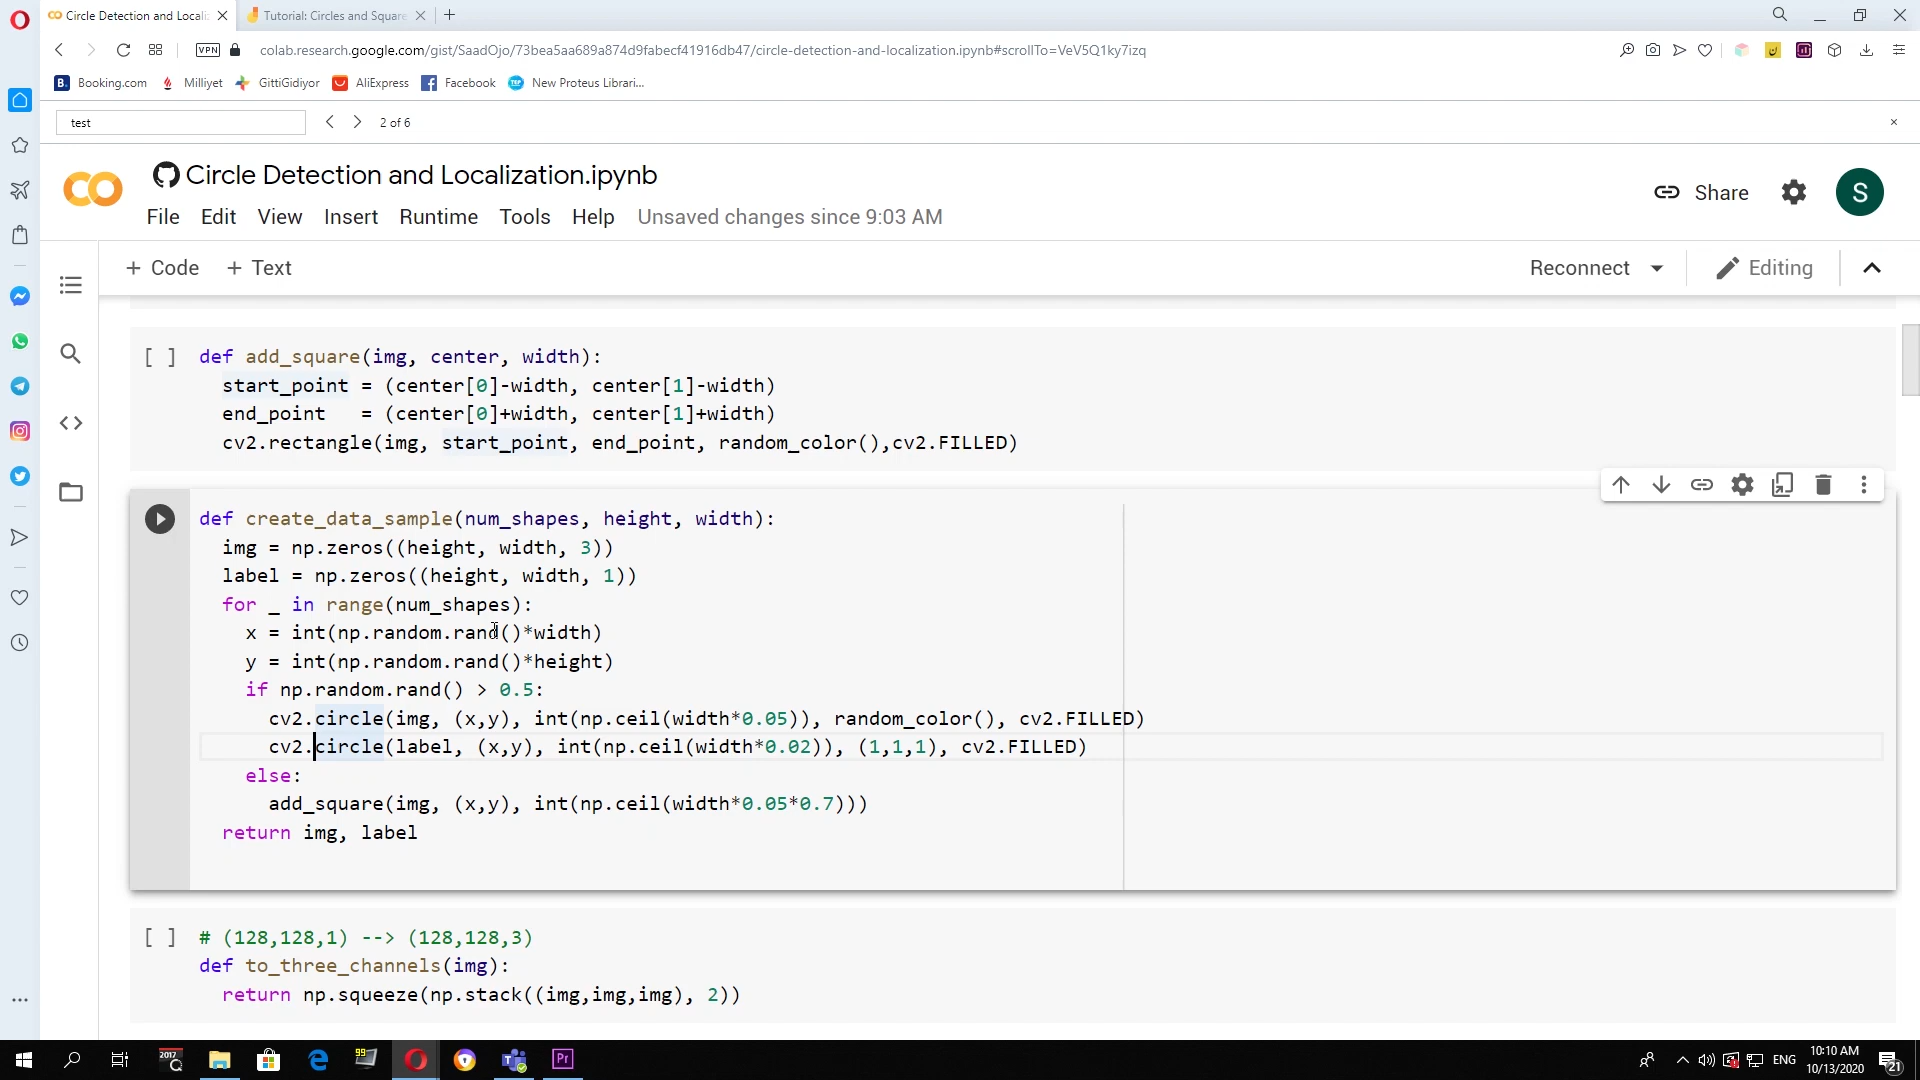 Circle Detection and Localiz
Tutorial: Circles and Square
VPN
colab.research.google.com/gist/SaadOjo/73bea5aa689a874d9fabecf41916db47/circle-detection-and-localization.ipynb#scrollTo=VeV5Q1ky7izq
B. Booking.com
Milliyet
GittiGidiyor
AliExpress
Facebook
New Proteus Librari...
test
2 of 6
Circle Detection and Localization.ipynb
Share
S
File Edit View Insert Runtime Tools Help Unsaved changes since 9:03 AM
+ Code + Text
Reconnect
Editing
[ ] def add_square(img, center, width):
start_point = (center[0]-width, center[1]-width)
end_point   = (center[0]+width, center[1]+width)
cv2.rectangle(img, start_point, end_point, random_color(),cv2.FILLED)
def create_data_sample(num_shapes, height, width):
img = np.zeros((height, width, 3))
label = np.zeros((height, width, 1))
for _ in range(num_shapes):
x = int(np.random.rand()*width)
y = int(np.random.rand()*height)
if np.random.rand() > 0.5:
cv2.circle(img, (x,y), int(np.ceil(width*0.05)), random_color(), cv2.FILLED)
cv2.circle(label, (x,y), int(np.ceil(width*0.02)), (1,1,1), cv2.FILLED)
else:
add_square(img, (x,y), int(np.ceil(width*0.05*0.7)))
return img, label
[ ] # (128,128,1) --> (128,128,3)
def to_three_channels(img):
return np.squeeze(np.stack((img,img,img), 2))
2017
99
Pr
ENG
10:10 AM
10/13/2020
21